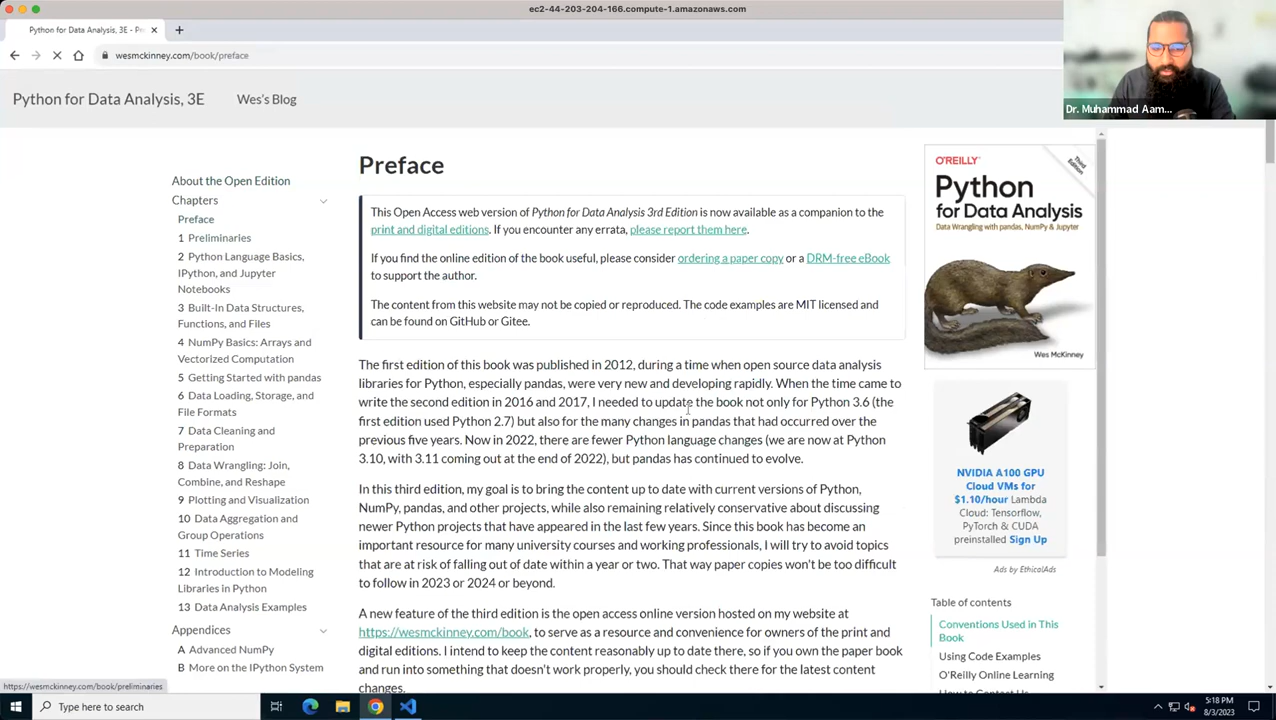 ec2-44-203-204-166.compute-1.amazonaws.com
Python for Data Analysis, 3E - Pr
wesmckinney.com/book/preface
Python for Data Analysis, 3E
Wes's Blog
Dr. Muhammad Aam...
About the Open Edition
Chapters
Preface
1 Preliminaries
2 Python Language Basics,
IPython, and Jupyter
Notebooks
3 Built-In Data Structures,
Functions, and Files
4 NumPy Basics: Arrays and
Vectorized Computation
5 Getting Started with pandas
6 Data Loading, Storage, and
File Formats
7 Data Cleaning and
Preparation
8 Data Wrangling: Join,
Combine, and Reshape
9 Plotting and Visualization
10 Data Aggregation and
Group Operations
11 Time Series
12 Introduction to Modeling
Libraries in Python
13 Data Analysis Examples
Appendices
A Advanced NumPy
B More on the IPython System
Preface
This Open Access web version of Python for Data Analysis 3rd Edition is now available as a companion to the
print and digital editions. If you encounter any errata, please report them here.
If you find the online edition of the book useful, please consider ordering a paper copy or a DRM-free eBook
to support the author.
The content from this website may not be copied or reproduced. The code examples are MIT licensed and
can be found on GitHub or Gitee.
The first edition of this book was published in 2012, during a time when open source data analysis
libraries for Python, especially pandas, were very new and developing rapidly. When the time came to
write the second edition in 2016 and 2017, I needed to update the book not only for Python 3.6 (the
first edition used Python 2.7) but also for the many changes in pandas that had occurred over the
previous five years. Now in 2022, there are fewer Python language changes (we are now at Python
3.10, with 3.11 coming out at the end of 2022), but pandas has continued to evolve.
In this third edition, my goal is to bring the content up to date with current versions of Python,
NumPy, pandas, and other projects, while also remaining relatively conservative about discussing
newer Python projects that have appeared in the last few years. Since this book has become an
important resource for many university courses and working professionals, I will try to avoid topics
that are at risk of falling out of date within a year or two. That way paper copies won't be too difficult
to follow in 2023 or 2024 or beyond.
A new feature of the third edition is the open access online version hosted on my website at
https://wesmckinney.com/book, to serve as a resource and convenience for owners of the print and
digital editions. I intend to keep the content reasonably up to date there, so if you own the paper book
and run into something that doesn't work properly, you should check there for the latest content
changes.
O'REILLY
Third Edition
Python
for Data Analysis
Data Wrangling with pandas, NumPy & Jupyter
Wes McKinney
NVIDIA A100 GPU
Cloud VMs for
$1.10/hour Lambda
Cloud: Tensorflow,
PyTorch & CUDA
preinstalled Sign Up
Ads by EthicalAds
Table of contents
Conventions Used in This
Book
Using Code Examples
O'Reilly Online Learning
How to Contact Us
https://wesmckinney.com/book/preliminaries
Type here to search
5:18 PM
8/3/2023